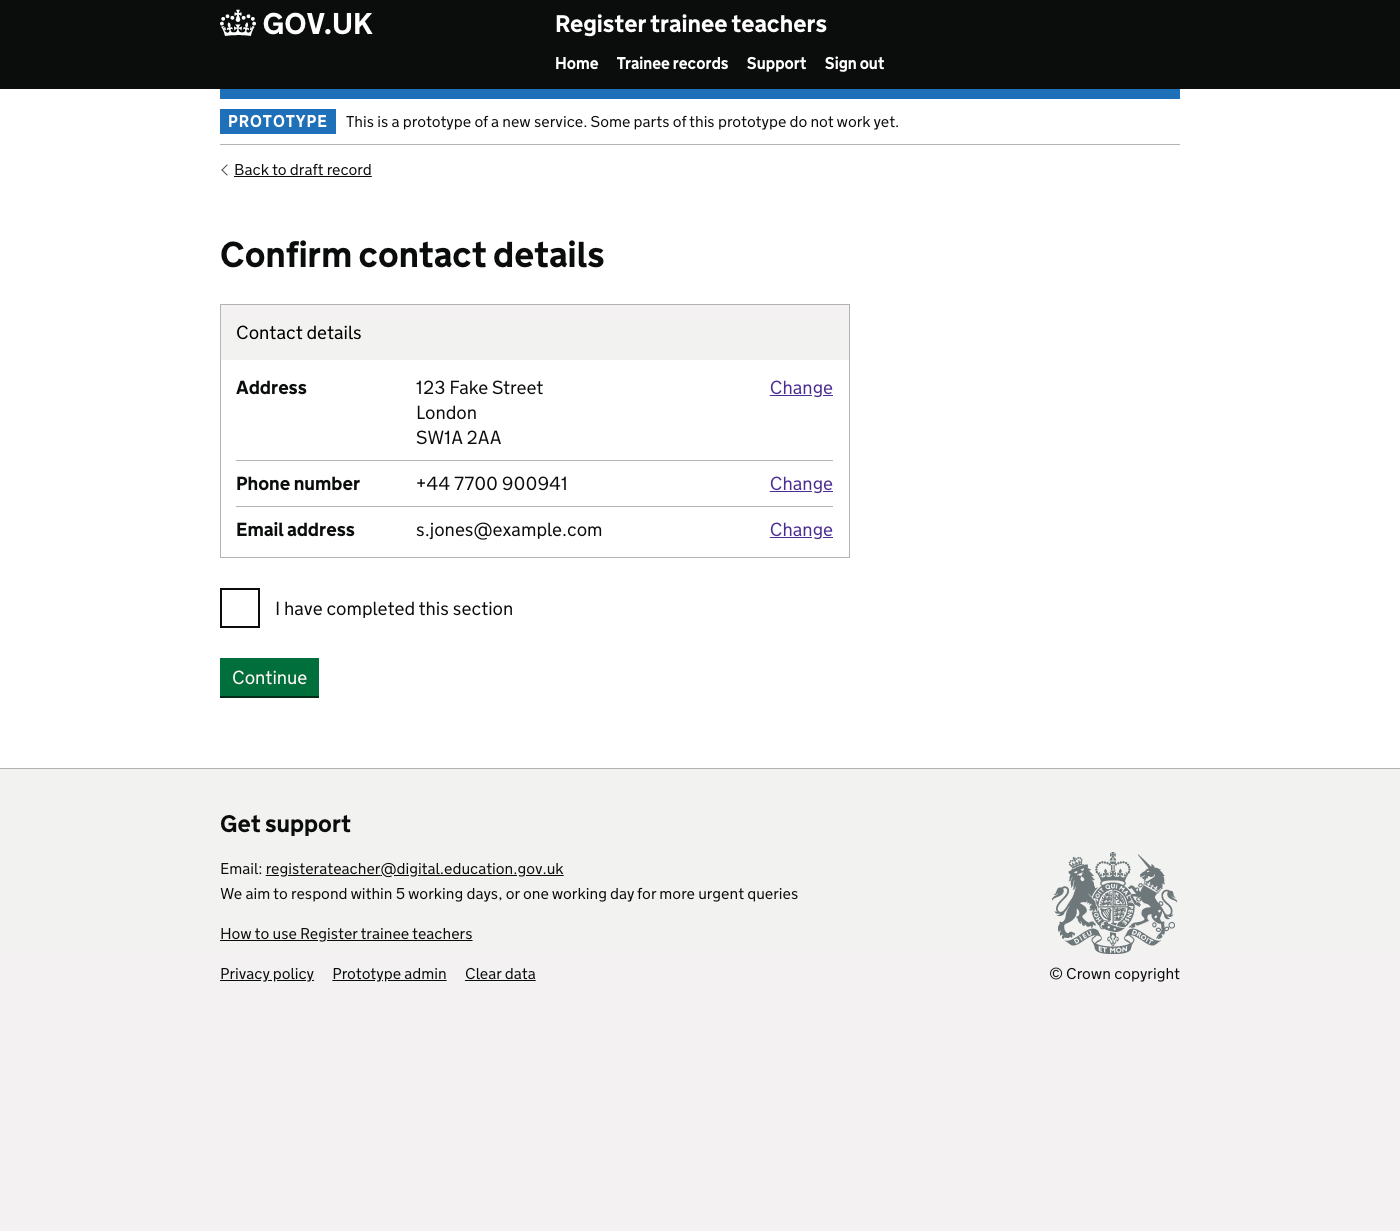 GOV.UK
Register trainee teachers
Home Trainee records Support Sign out
PROTOTYPE This is a prototype of a new service. Some parts of this prototype do not work yet.
Back to draft record
Confirm contact details
Contact details
Address 123 Fake Street Change
London
SW1A 2AA
Phone number +44 7700 900941 Change
Email address s.jones@example.com Change
I have completed this section
Continue
Get support
Email: registerateacher@digital.education.gov.uk
We aim to respond within 5 working days, or one working day for more urgent queries
How to use Register trainee teachers
Privacy policy Prototype admin Clear data
DIEU ET MON DROIT
© Crown copyright